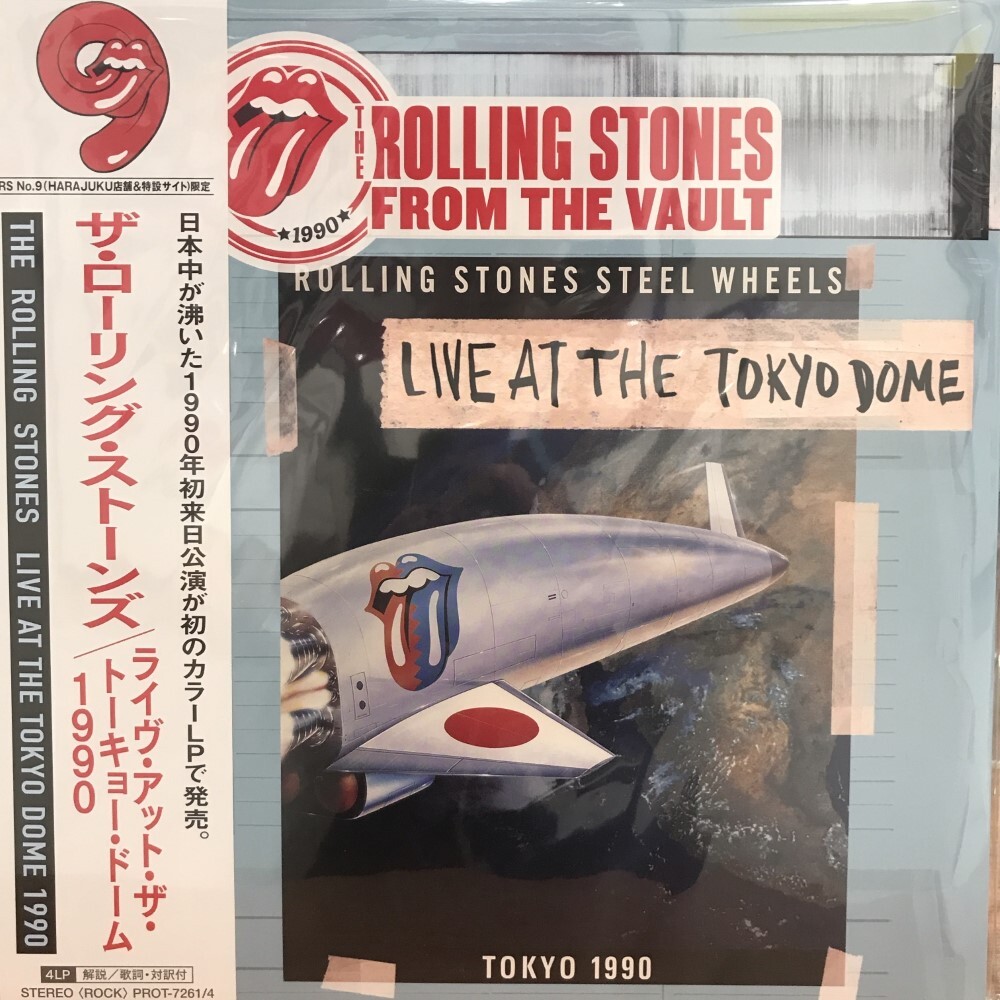 RS No.9(HARAJUKU店舗&特設サイト)限定
日本中が沸いた1990年初来日公演が初のカラーLPで発売。
ザ・ローリング・ストーンズ/
ライヴ・アット・ザ・
トーキョー・ドーム
1990
THE ROLLING STONES LIVE AT THE TOKYO DOME 1990
4LP 解説/歌詞・対訳付
STEREO 〈ROCK〉 PROT-7261/4
THE ROLLING STONES
FROM THE VAULT
★1990★
ROLLING STONES STEEL WHEELS
LIVE AT THE TOKYO DOME
TOKYO 1990